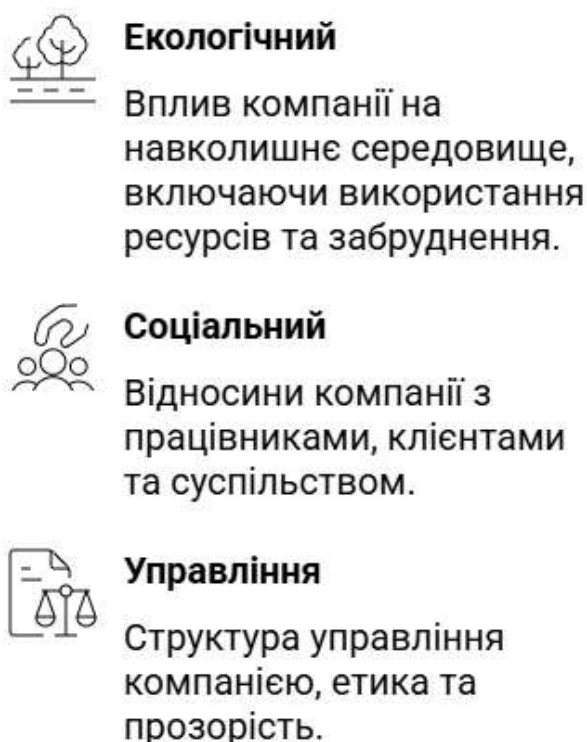 Екологічний
Вплив компанії на
навколишнє середовище,
включаючи використання
ресурсів та забруднення.
Соціальний
Відносини компанії з
працівниками, клієнтами
та суспільством.
Управління
Структура управління
компанією, етика та
прозорість.